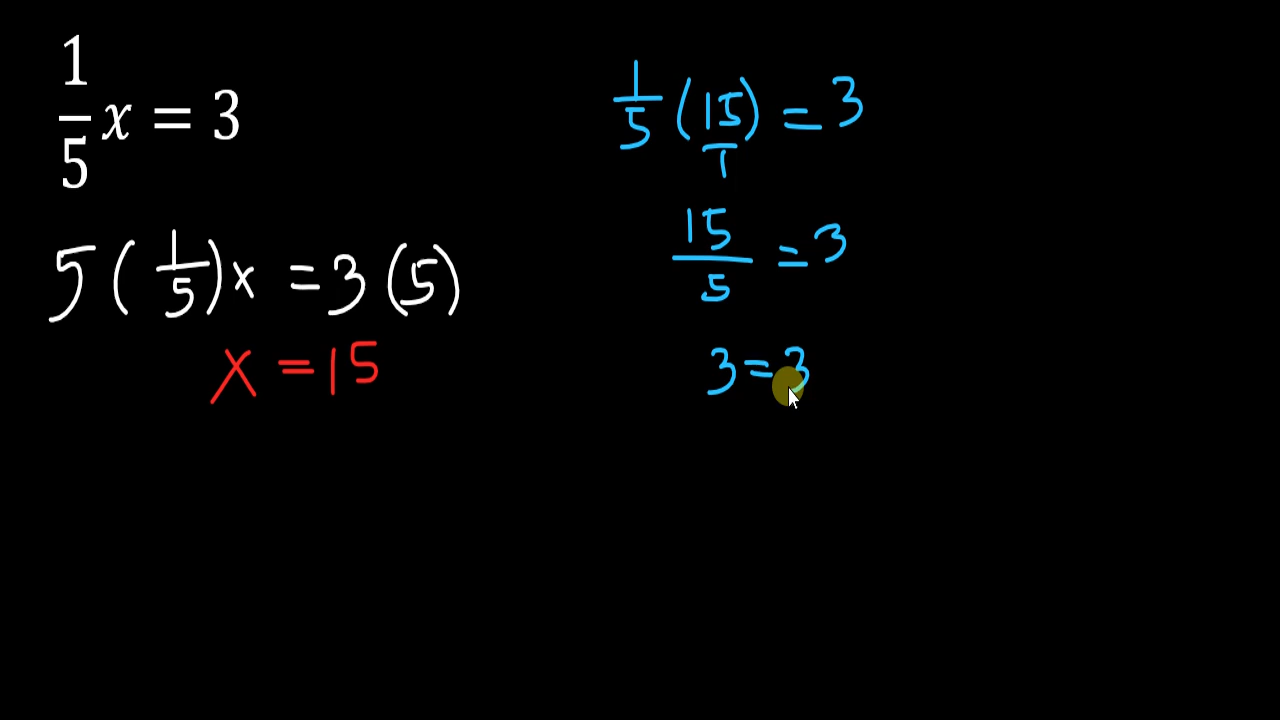 1/5 x = 3
5(1/5)x = 3(5)
x = 15
1/5 (15/1) = 3
15/5 = 3
3 = 3